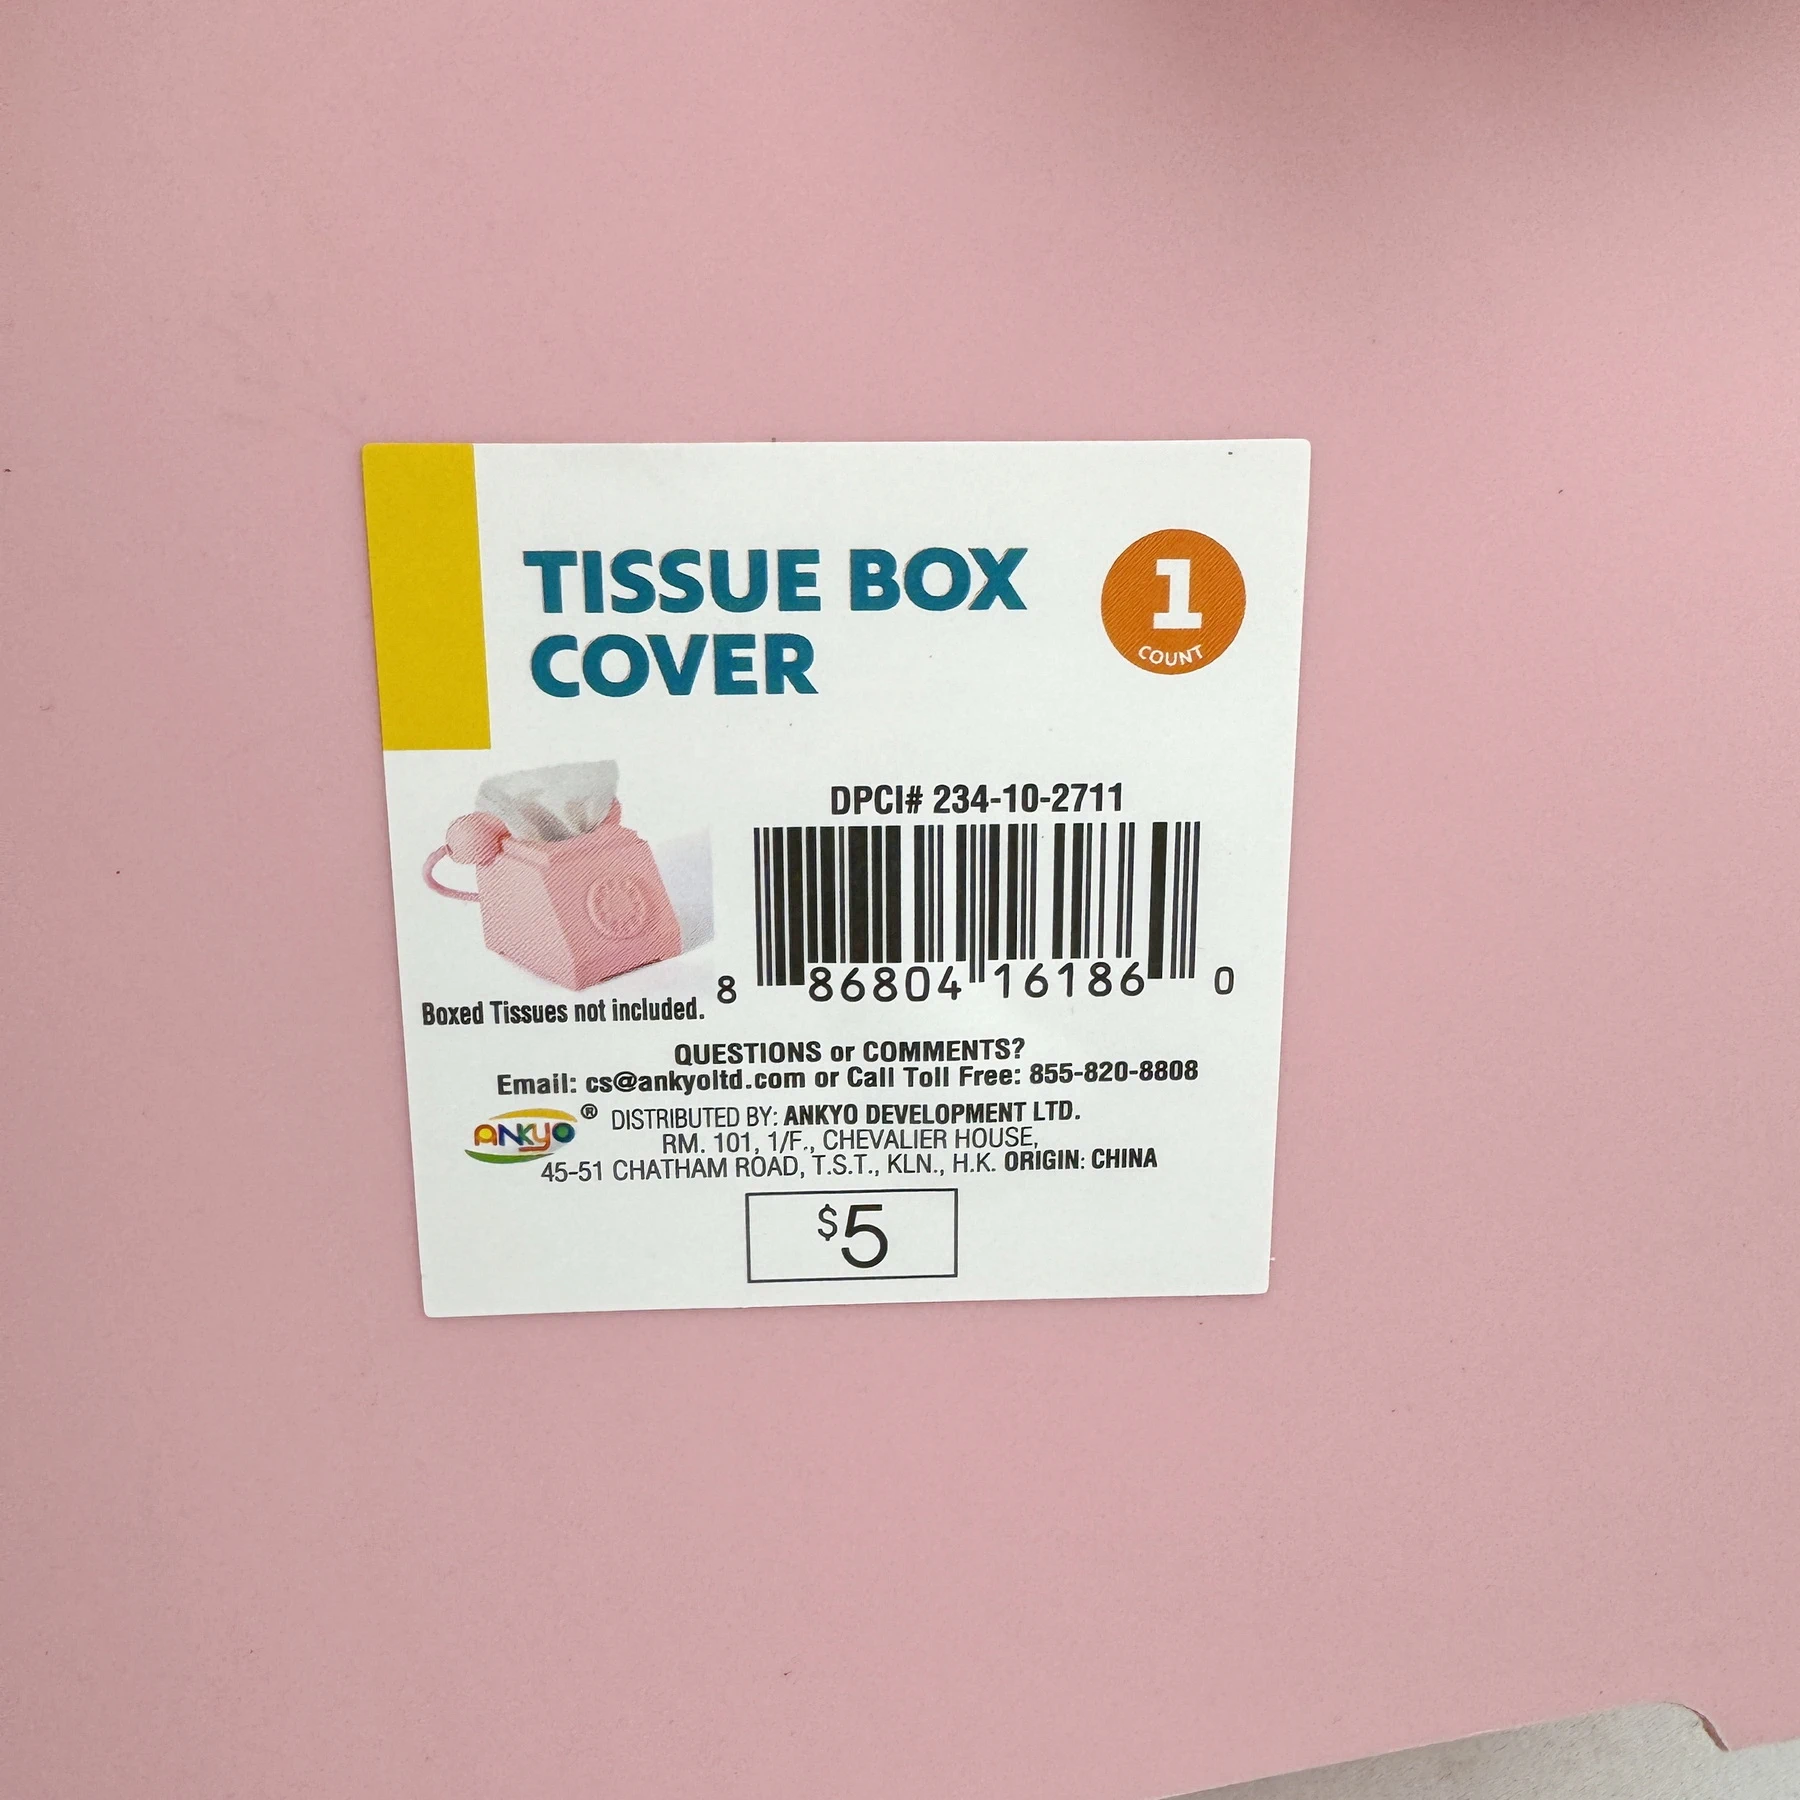 TISSUE BOX
COVER
1
COUNT
DPCI# 234-10-2711
8 86804 16186 0
Boxed Tissues not included.
QUESTIONS or COMMENTS?
Email: cs@ankyoltd.com or Call Toll Free: 855-820-8808
ANKYO ® DISTRIBUTED BY: ANKYO DEVELOPMENT LTD.
RM. 101, 1/F., CHEVALIER HOUSE,
45-51 CHATHAM ROAD, T.S.T., KLN., H.K. ORIGIN: CHINA
$5